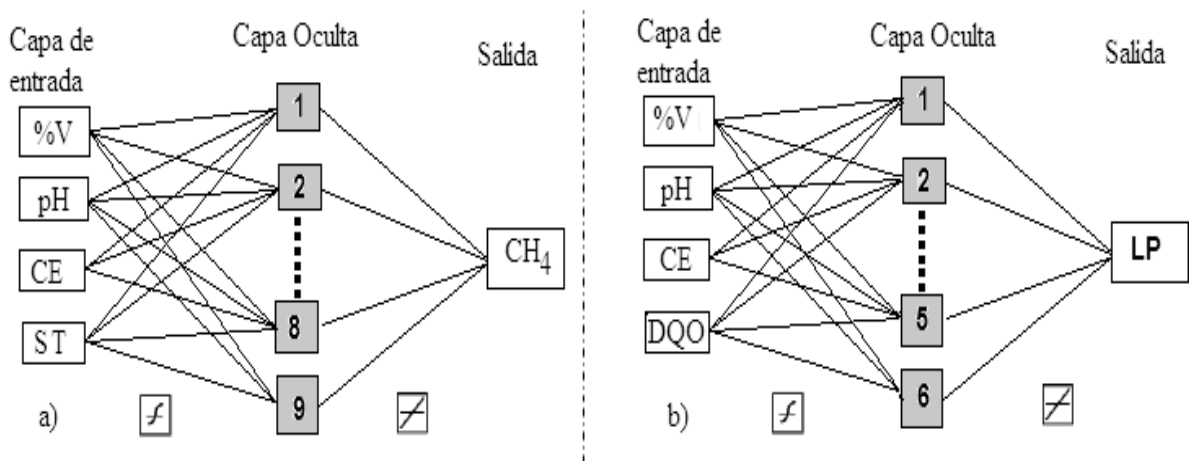 Capa de
entrada
Capa Oculta
Salida
%V
pH
CE
ST
1
2
8
9
CH4
a)
Capa de
entrada
Capa Oculta
Salida
%V
pH
CE
DQO
1
2
5
6
LP
b)